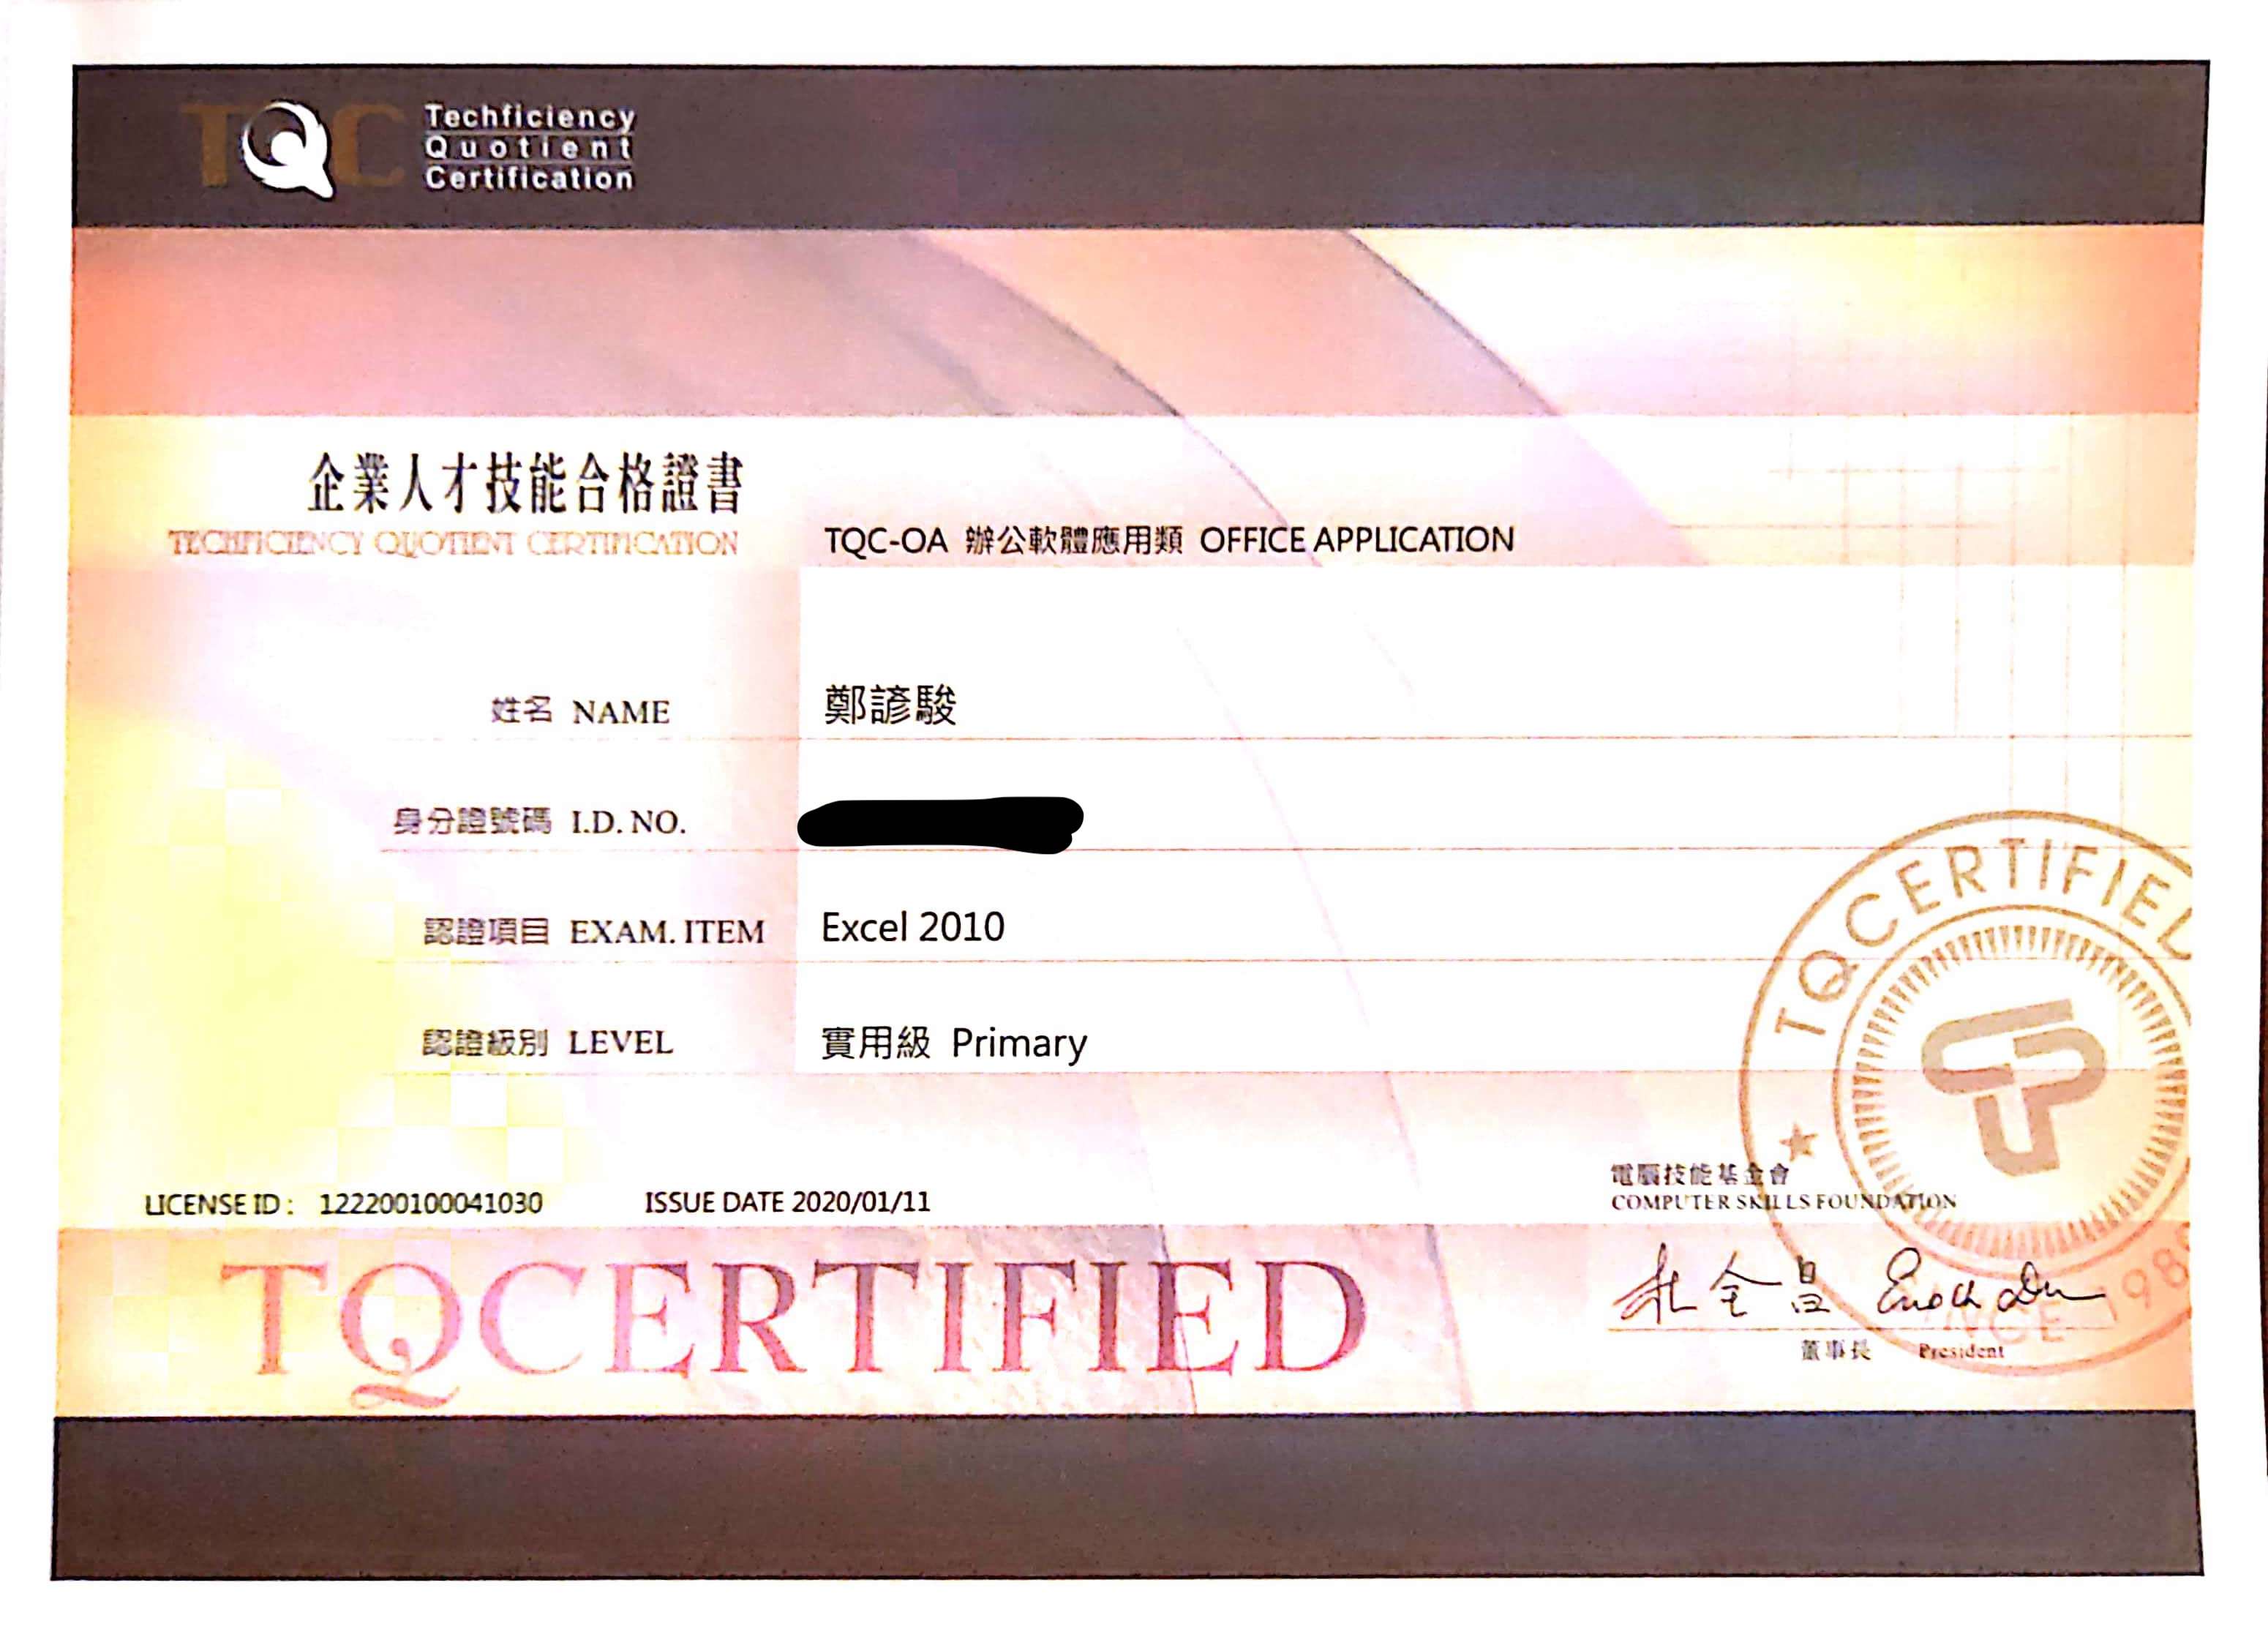 TQC
Techficiency
Quotient
Certification
企業人才技能合格證書
TECHFICIENCY QUOTIENT CERTIFICATION
TQC-OA 辦公軟體應用類 OFFICE APPLICATION
姓名 NAME 鄭諺駿
身分證號碼 I.D. NO.
認證項目 EXAM. ITEM Excel 2010
認證級別 LEVEL 實用級 Primary
TQCERTIFIED
LICENSE ID : 122200100041030 ISSUE DATE 2020/01/11
電腦技能基金會
COMPUTER SKILLS FOUNDATION
TQCERTIFIED
杜全昌
董事長 President